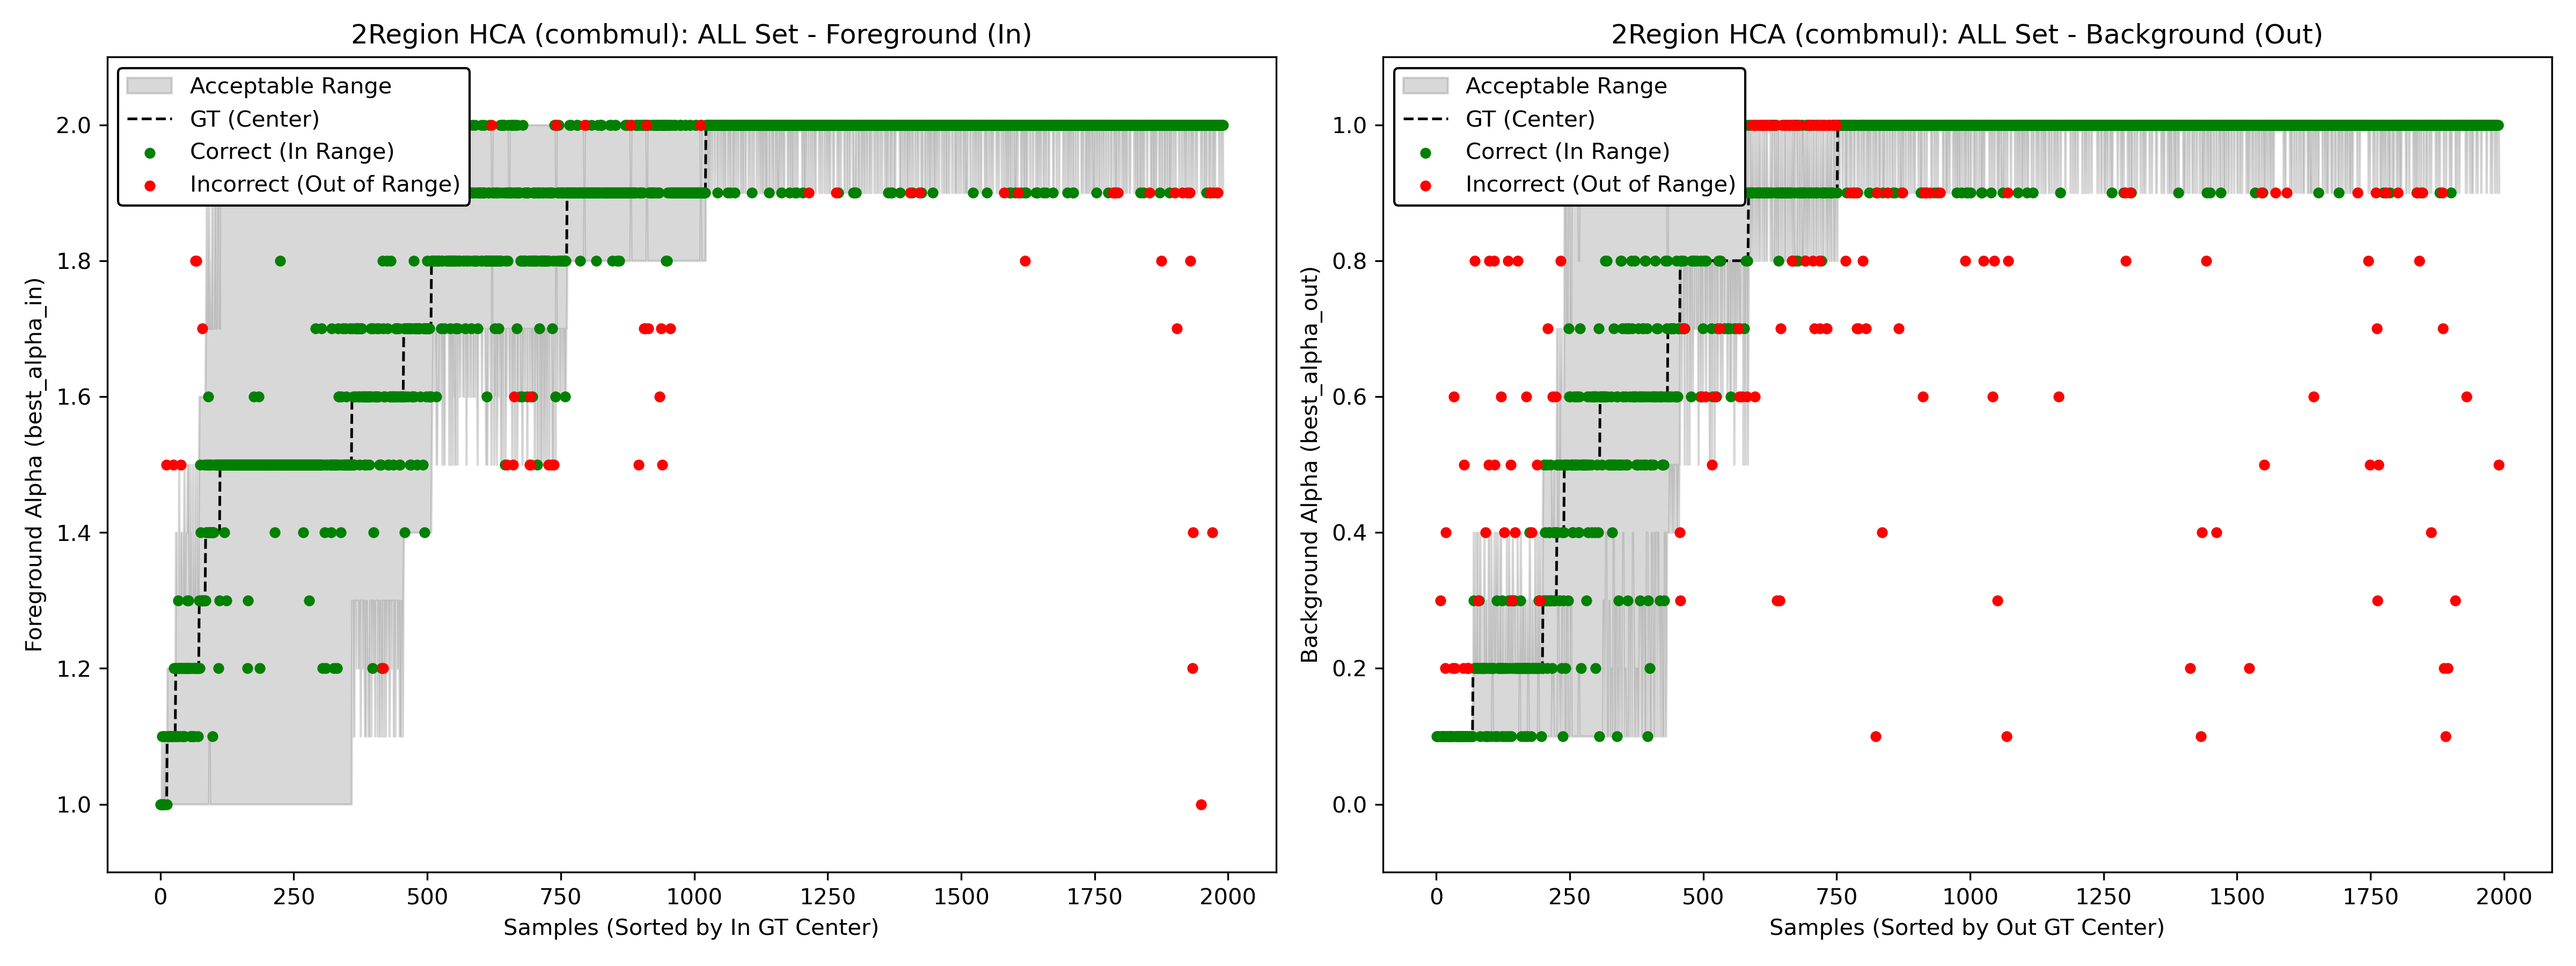 2Region HCA (combmul): ALL Set - Foreground (In)
Acceptable Range
GT (Center)
Correct (In Range)
Incorrect (Out of Range)
2.0
1.8
1.6
1.4
1.2
1.0
Foreground Alpha (best_alpha_in)
0
250
500
750
1000
1250
1500
1750
2000
Samples (Sorted by In GT Center)
2Region HCA (combmul): ALL Set - Background (Out)
Acceptable Range
GT (Center)
Correct (In Range)
Incorrect (Out of Range)
1.0
0.8
0.6
0.4
0.2
0.0
Background Alpha (best_alpha_out)
0
250
500
750
1000
1250
1500
1750
2000
Samples (Sorted by Out GT Center)